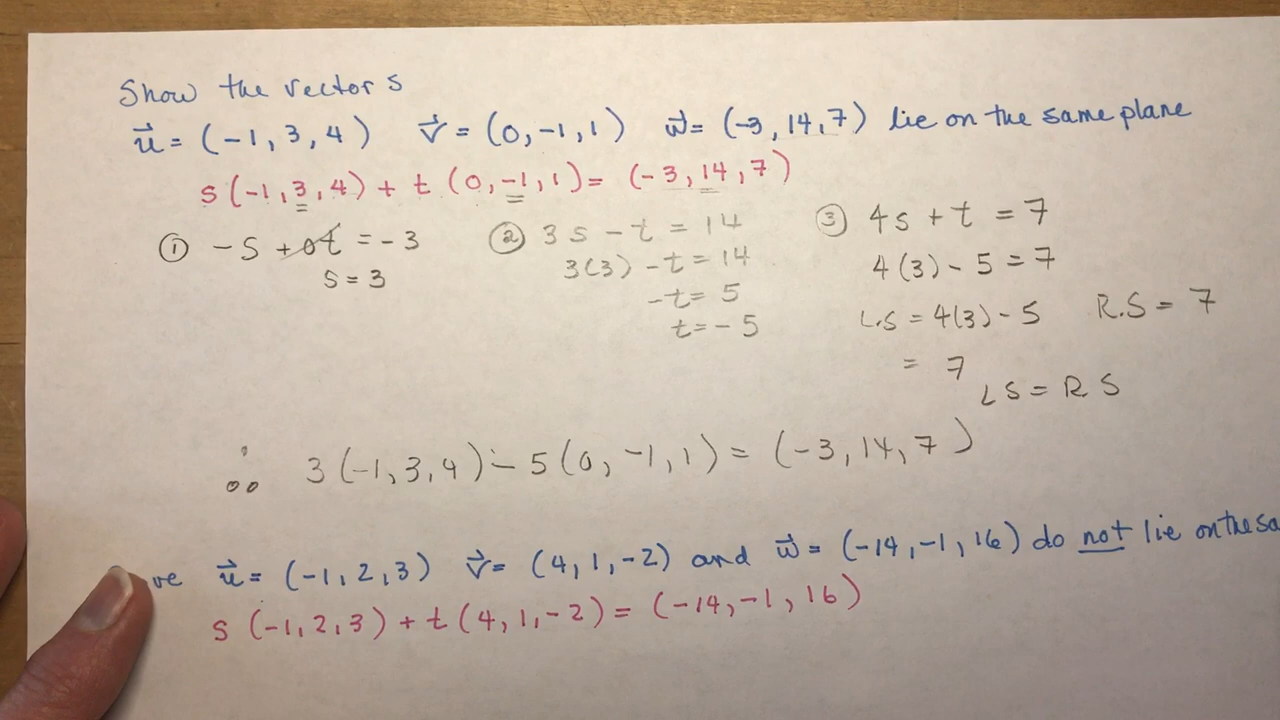 Show the vectors
u⃗ = (-1, 3, 4) v⃗ = (0, -1, 1) w⃗ = (-3, 14, 7) lie on the same plane
s(-1, 3, 4) + t(0, -1, 1) = (-3, 14, 7)
① -s + 0t = -3
s = 3
② 3s - t = 14
3(3) - t = 14
-t = 5
t = -5
③ 4s + t = 7
4(3) - 5 = 7
L.S = 4(3) - 5 R.S = 7
= 7
LS = RS
∴ 3(-1, 3, 4) - 5(0, -1, 1) = (-3, 14, 7)
ve u⃗ = (-1, 2, 3) v⃗ = (4, 1, -2) and w⃗ = (-14, -1, 16) do not lie on the sa
s(-1, 2, 3) + t(4, 1, -2) = (-14, -1, 16)